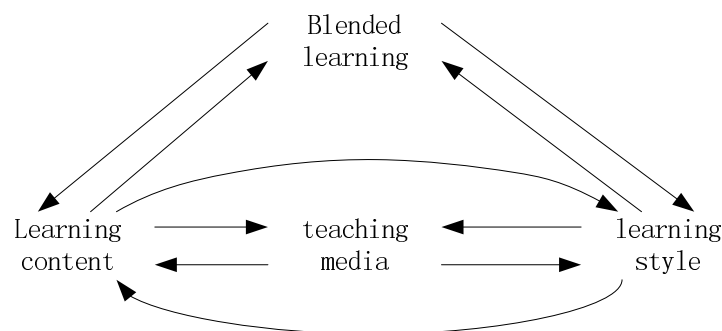 Blended
learning
Learning
content
teaching
media
learning
style